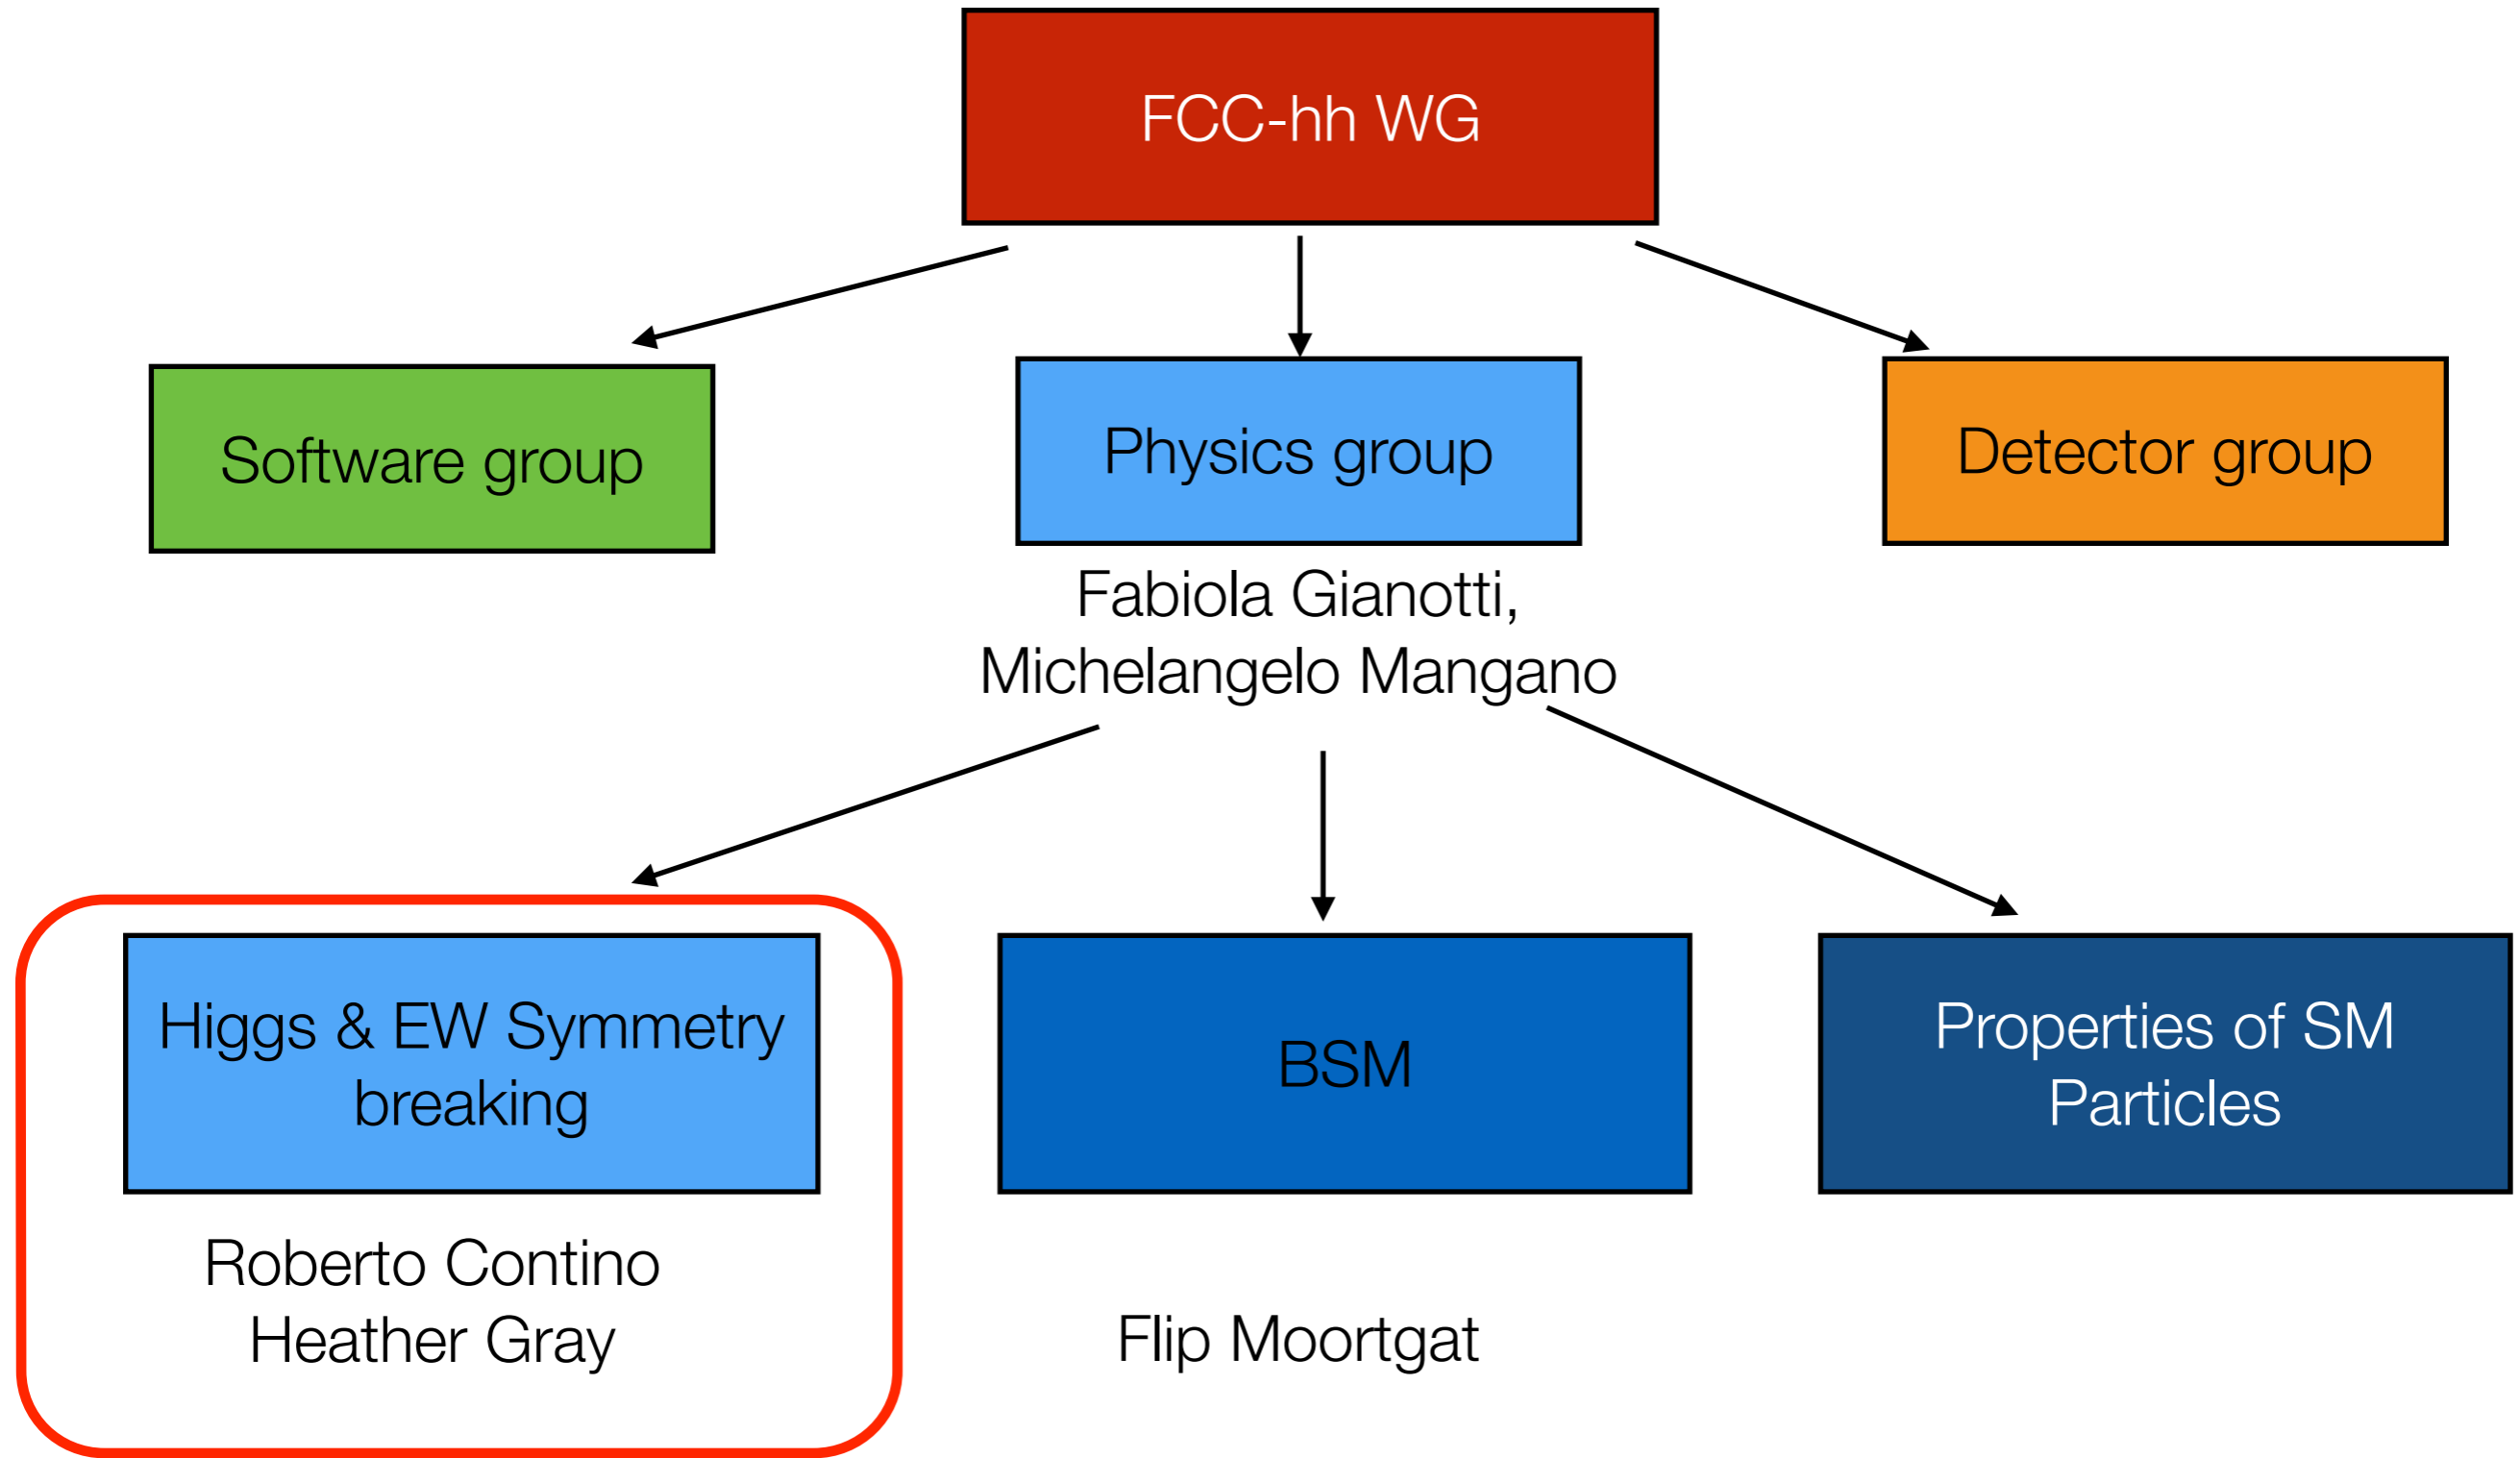 FCC-hh WG
Software group
Physics group
Detector group
Fabiola Gianotti,
Michelangelo Mangano
Higgs & EW Symmetry
breaking
BSM
Properties of SM
Particles
Roberto Contino
Heather Gray
Flip Moortgat